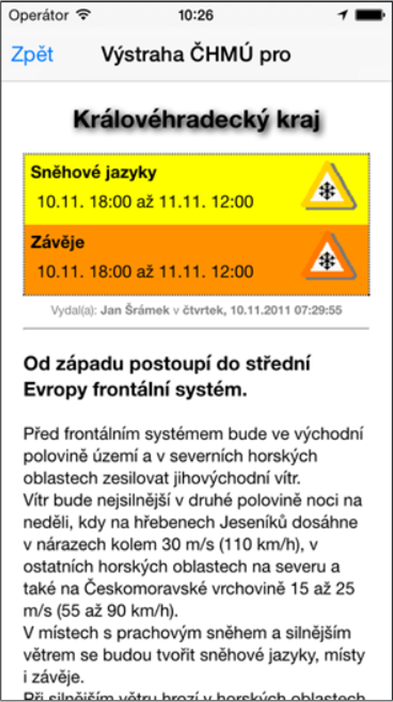 Operátor 10:26
Zpět Výstraha ČHMÚ pro
Královéhradecký kraj
Sněhové jazyky
10.11. 18:00 až 11.11. 12:00
Závěje
10.11. 18:00 až 11.11. 12:00
Vydal(a): Jan Šrámek v čtvrtek, 10.11.2011 07:29:55
Od západu postoupí do střední
Evropy frontální systém.
Před frontálním systémem bude ve východní
polovině území a v severních horských
oblastech zesilovat jihovýchodní vítr.
Vítr bude nejsilnější v druhé polovině noci na
neděli, kdy na hřebenech Jeseníků dosáhne
v nárazech kolem 30 m/s (110 km/h), v
ostatních horských oblastech na severu a
také na Českomoravské vrchovině 15 až 25
m/s (55 až 90 km/h).
V místech s prachovým sněhem a silnějším
větrem se budou tvořit sněhové jazyky, místy
i závěje.
Při silnějším větru hrozí v horských oblastech